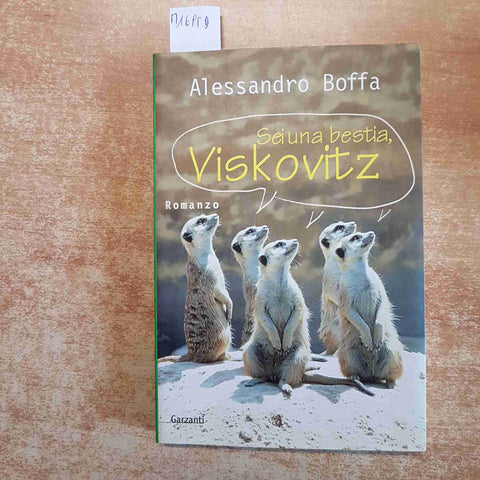 Alessandro Boffa
Sei una bestia,
Viskovitz
Romanzo
Garzanti